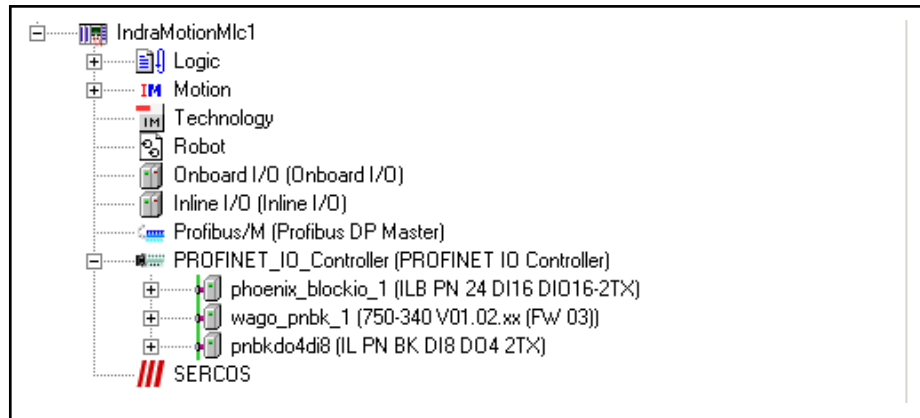 IndraMotionMlc1
Logic
IM Motion
IM Technology
Robot
Onboard I/O (Onboard I/O)
Inline I/O (Inline I/O)
Profibus/M (Profibus DP Master)
PROFINET_IO_Controller (PROFINET IO Controller)
phoenix_blockio_1 (ILB PN 24 DI16 DIO16-2TX)
wago_pnbk_1 (750-340 V01.02.xx (FW 03))
pnbkdo4di8 (IL PN BK DI8 DO4 2TX)
SERCOS